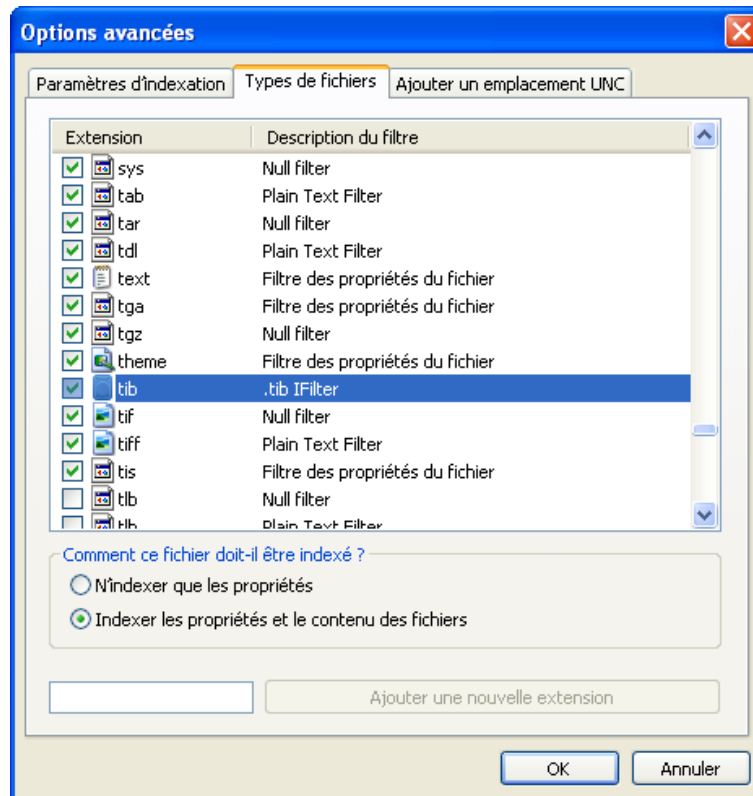 Options avancées
Paramètres d'indexation Types de fichiers Ajouter un emplacement UNC
Extension Description du filtre
sys Null filter
tab Plain Text Filter
tar Null filter
tdl Plain Text Filter
text Filtre des propriétés du fichier
tga Filtre des propriétés du fichier
tgz Null filter
theme Filtre des propriétés du fichier
tib .tib IFilter
tif Null filter
tiff Plain Text Filter
tis Filtre des propriétés du fichier
tlb Null filter
tlh Plain Text Filter
Comment ce fichier doit-il être indexé ?
N'indexer que les propriétés
Indexer les propriétés et le contenu des fichiers
Ajouter une nouvelle extension
OK Annuler